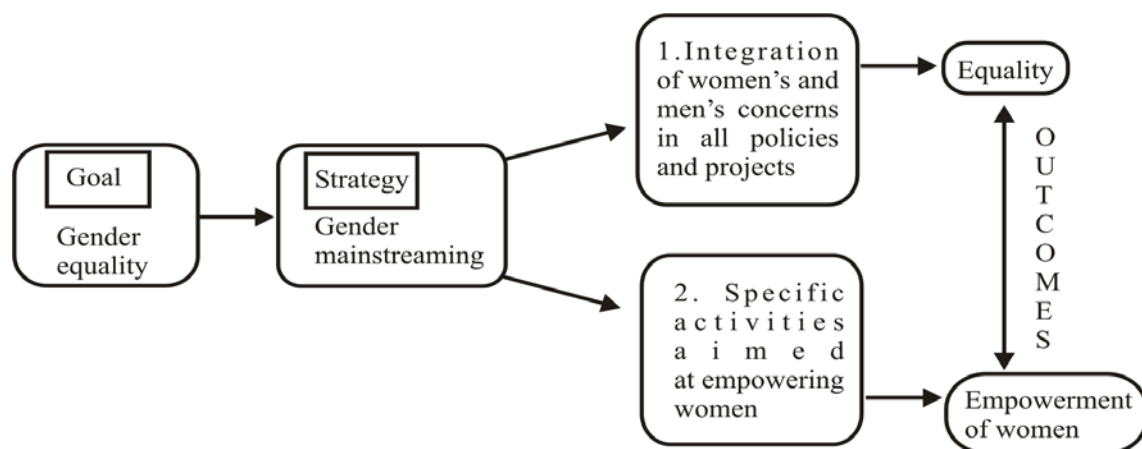 Goal
Gender
equality
Strategy
Gender
mainstreaming
1.Integration
of women's and
men's concerns
in all policies
and projects
2. Specific
activities
aimed
at empowering
women
Equality
OUTCOMES
Empowerment
of women